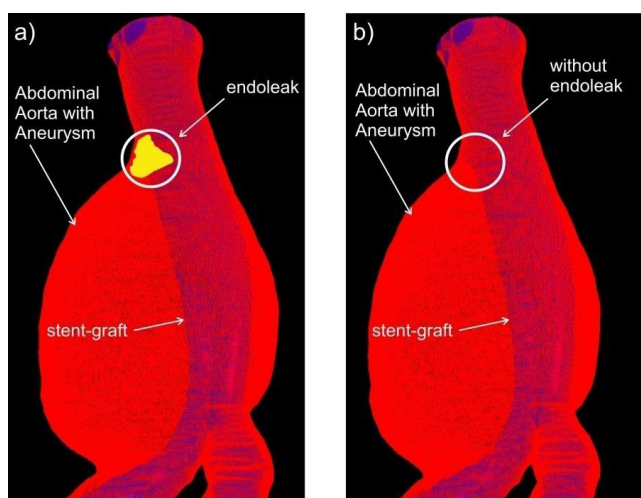 a)
endoleak
Abdominal
Aorta with
Aneurysm
stent-graft
b)
without
endoleak
Abdominal
Aorta with
Aneurysm
stent-graft